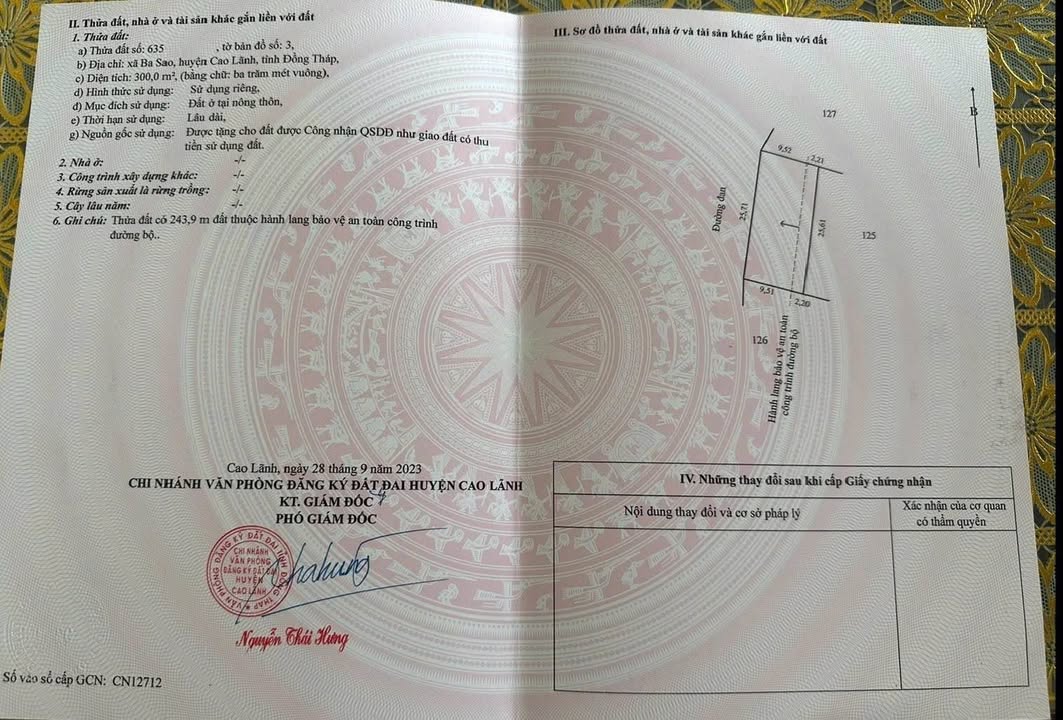 II. Thửa đất, nhà ở và tài sản khác gắn liền với đất
1. Thửa đất:
a) Thửa đất số: 635 , tờ bản đồ số: 3,
b) Địa chỉ: xã Ba Sao, huyện Cao Lãnh, tỉnh Đồng Tháp,
c) Diện tích: 300,0 m², (bằng chữ: ba trăm mét vuông),
d) Hình thức sử dụng: Sử dụng riêng,
đ) Mục đích sử dụng: Đất ở tại nông thôn,
e) Thời hạn sử dụng: Lâu dài,
g) Nguồn gốc sử dụng: Được tặng cho đất được Công nhận QSDĐ như giao đất có thu
tiền sử dụng đất.
2. Nhà ở: -/-
3. Công trình xây dựng khác: -/-
4. Rừng sản xuất là rừng trồng: -/-
5. Cây lâu năm: -/-
6. Ghi chú: Thửa đất có 243,9 m đất thuộc hành lang bảo vệ an toàn công trình
đường bộ..
Cao Lãnh, ngày 28 tháng 9 năm 2023
CHI NHÁNH VĂN PHÒNG ĐĂNG KÝ ĐẤT ĐAI HUYỆN CAO LÃNH
KT. GIÁM ĐỐC
PHÓ GIÁM ĐỐC
VĂN PHÒNG ĐĂNG KÝ ĐẤT ĐAI TỈNH ĐỒNG THÁP
CHI NHÁNH
VĂN PHÒNG
ĐĂNG KÝ ĐẤT ĐAI
HUYỆN
CAO LÃNH
Nguyễn Thái Hưng
Số vào sổ cấp GCN: CN12712
III. Sơ đồ thửa đất, nhà ở và tài sản khác gắn liền với đất
B
127
9,52
2,21
Đường đan
25,71
25,61
125
9,51
2,20
126
Hành lang bảo vệ an toàn
công trình đường bộ
IV. Những thay đổi sau khi cấp Giấy chứng nhận
Nội dung thay đổi và cơ sở pháp lý
Xác nhận của cơ quan
có thẩm quyền